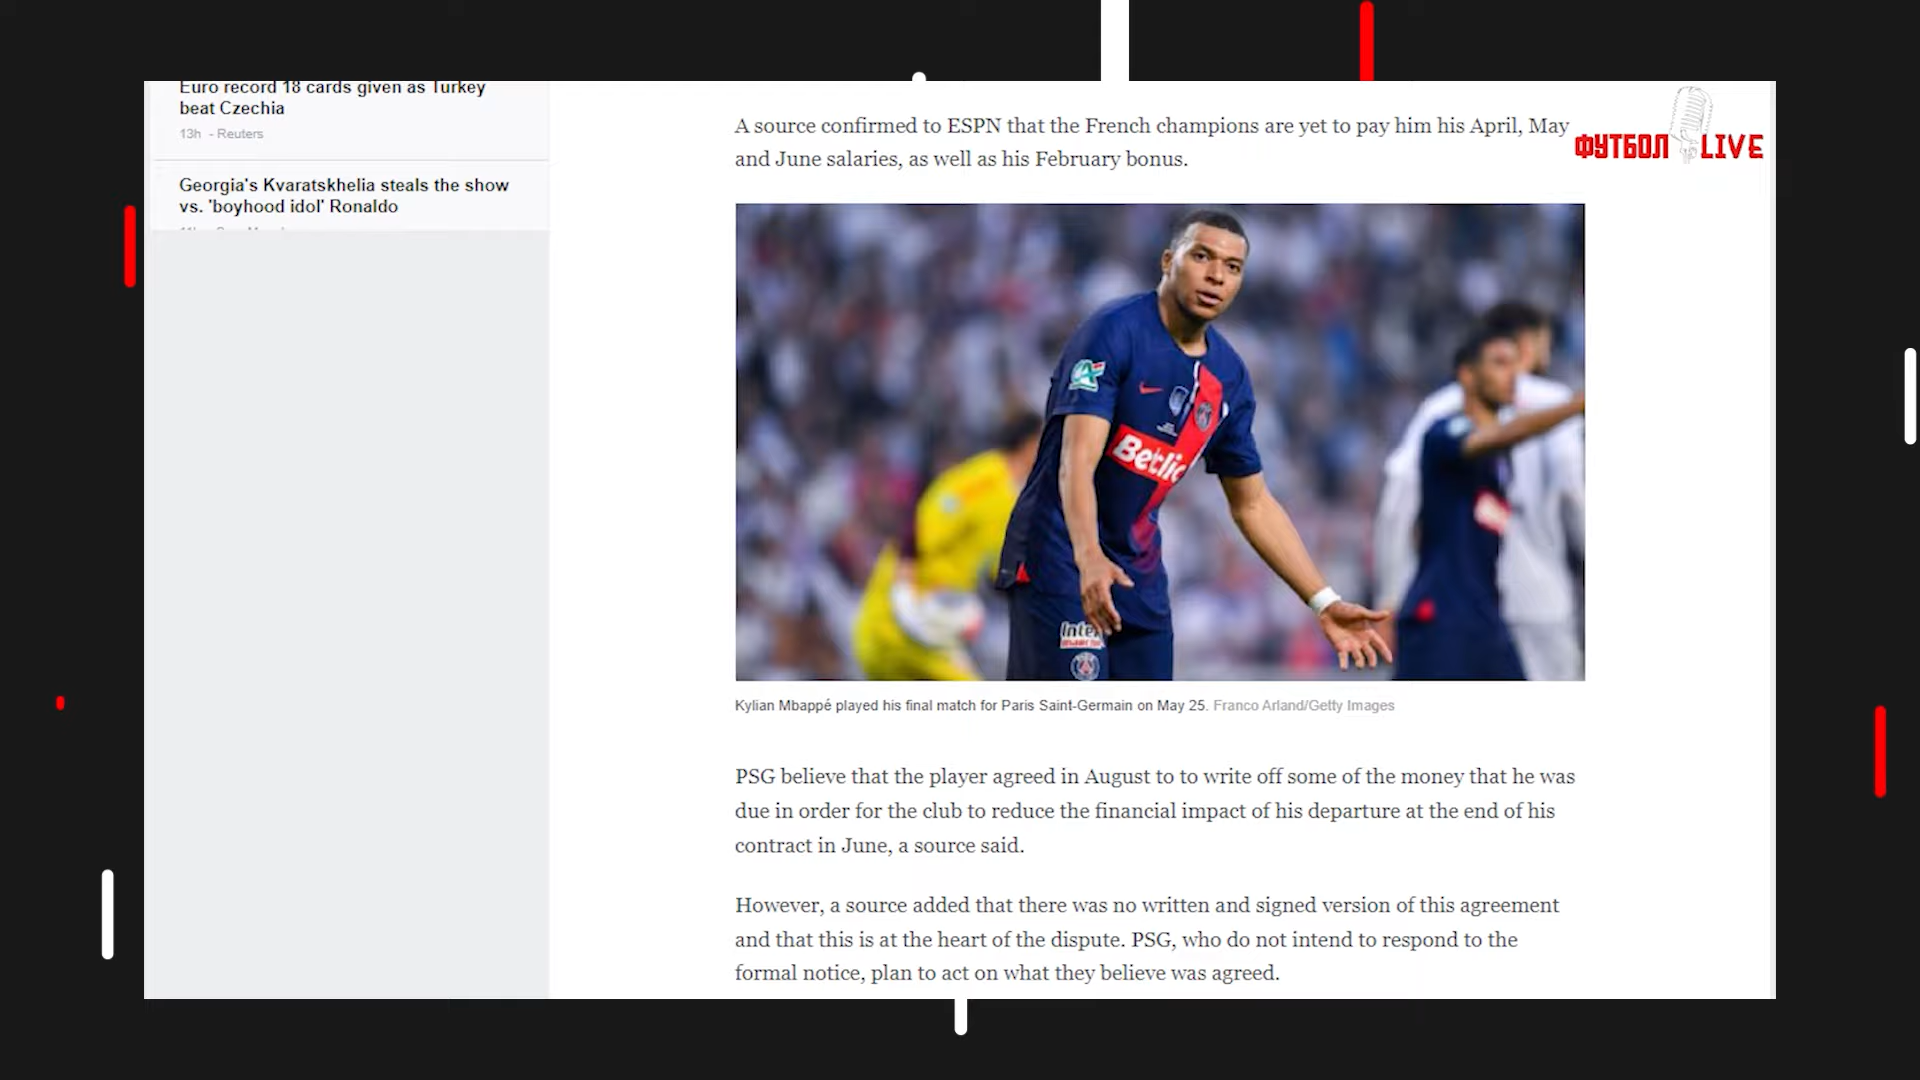 Euro record 18 cards given as Turkey
beat Czechia
13h - Reuters
Georgia's Kvaratskhelia steals the show
vs. 'boyhood idol' Ronaldo
A source confirmed to ESPN that the French champions are yet to pay him his April, May
and June salaries, as well as his February bonus.
ФУТБОЛ LIVE
Betclic
Kylian Mbappé played his final match for Paris Saint-Germain on May 25. Franco Arland/Getty Images
PSG believe that the player agreed in August to to write off some of the money that he was
due in order for the club to reduce the financial impact of his departure at the end of his
contract in June, a source said.
However, a source added that there was no written and signed version of this agreement
and that this is at the heart of the dispute. PSG, who do not intend to respond to the
formal notice, plan to act on what they believe was agreed.